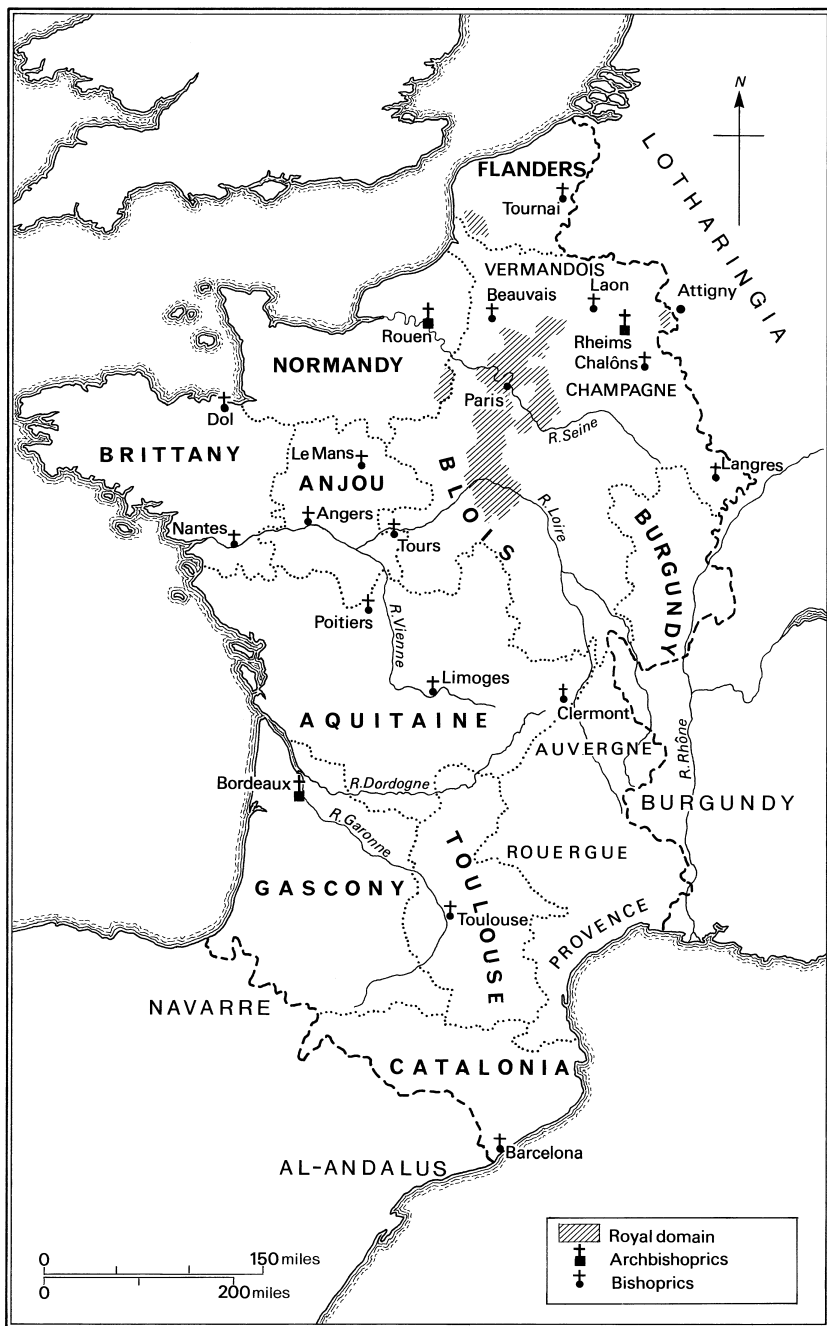 N
LOTHARINGIA
FLANDERS
Tournai
VERMANDOIS
Beauvais
Laon
Attigny
Rouen
Rheims
Chalôns
NORMANDY
CHAMPAGNE
Paris
Dol
R.Seine
BRITTANY
Le Mans
ANJOU
BLOIS
Langres
Angers
R.Loire
Nantes
Tours
BURGUNDY
Poitiers
R.Vienne
Limoges
Clermont
AQUITAINE
AUVERGNE
R.Rhône
Bordeaux
R.Dordogne
BURGUNDY
R.Garonne
TOULOUSE
ROUERGUE
GASCONY
Toulouse
PROVENCE
NAVARRE
CATALONIA
Barcelona
AL-ANDALUS
Royal domain
Archbishoprics
Bishoprics
0 150 miles
0 200 miles